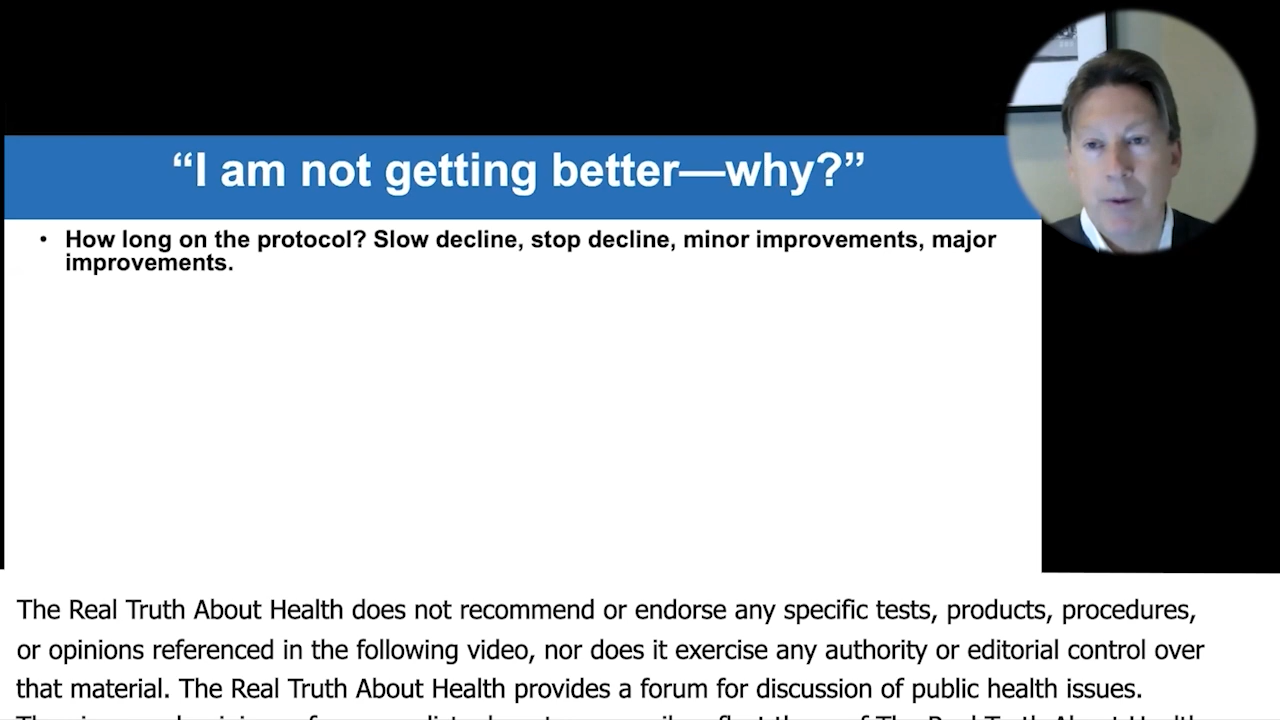 “I am not getting better—why?”
• How long on the protocol? Slow decline, stop decline, minor improvements, major
improvements.
The Real Truth About Health does not recommend or endorse any specific tests, products, procedures,
or opinions referenced in the following video, nor does it exercise any authority or editorial control over
that material. The Real Truth About Health provides a forum for discussion of public health issues.